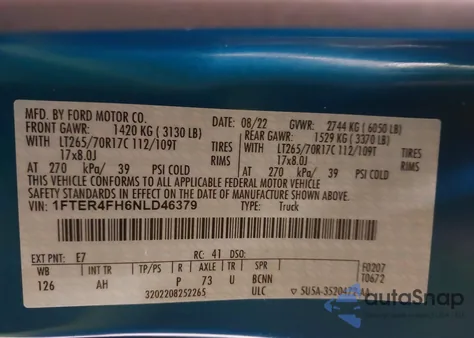 MFD. BY FORD MOTOR CO.
DATE: 08/22 GVWR: 2744 KG (6050 LB)
FRONT GAWR: 1420 KG (3130 LB) REAR GAWR: 1529 KG (3370 LB)
WITH LT265/70R17C 112/109T TIRES WITH LT265/70R17C 112/109T TIRES
17x8.0J RIMS 17x8.0J RIMS
AT 270 kPa/ 39 PSI COLD AT 270 kPa/ 39 PSI COLD
THIS VEHICLE CONFORMS TO ALL APPLICABLE FEDERAL MOTOR VEHICLE
SAFETY STANDARDS IN EFFECT ON THE DATE OF MANUFACTURE SHOWN ABOVE.
VIN: 1FTER4FH6NLD46379 TYPE: Truck
EXT PNT: E7 RC: 41 DSO: F0207
WB INT TR TP/PS R AXLE TR SPR T0672
126 AH P 73 U BCNN
3202208252265 ULC
autoSnap